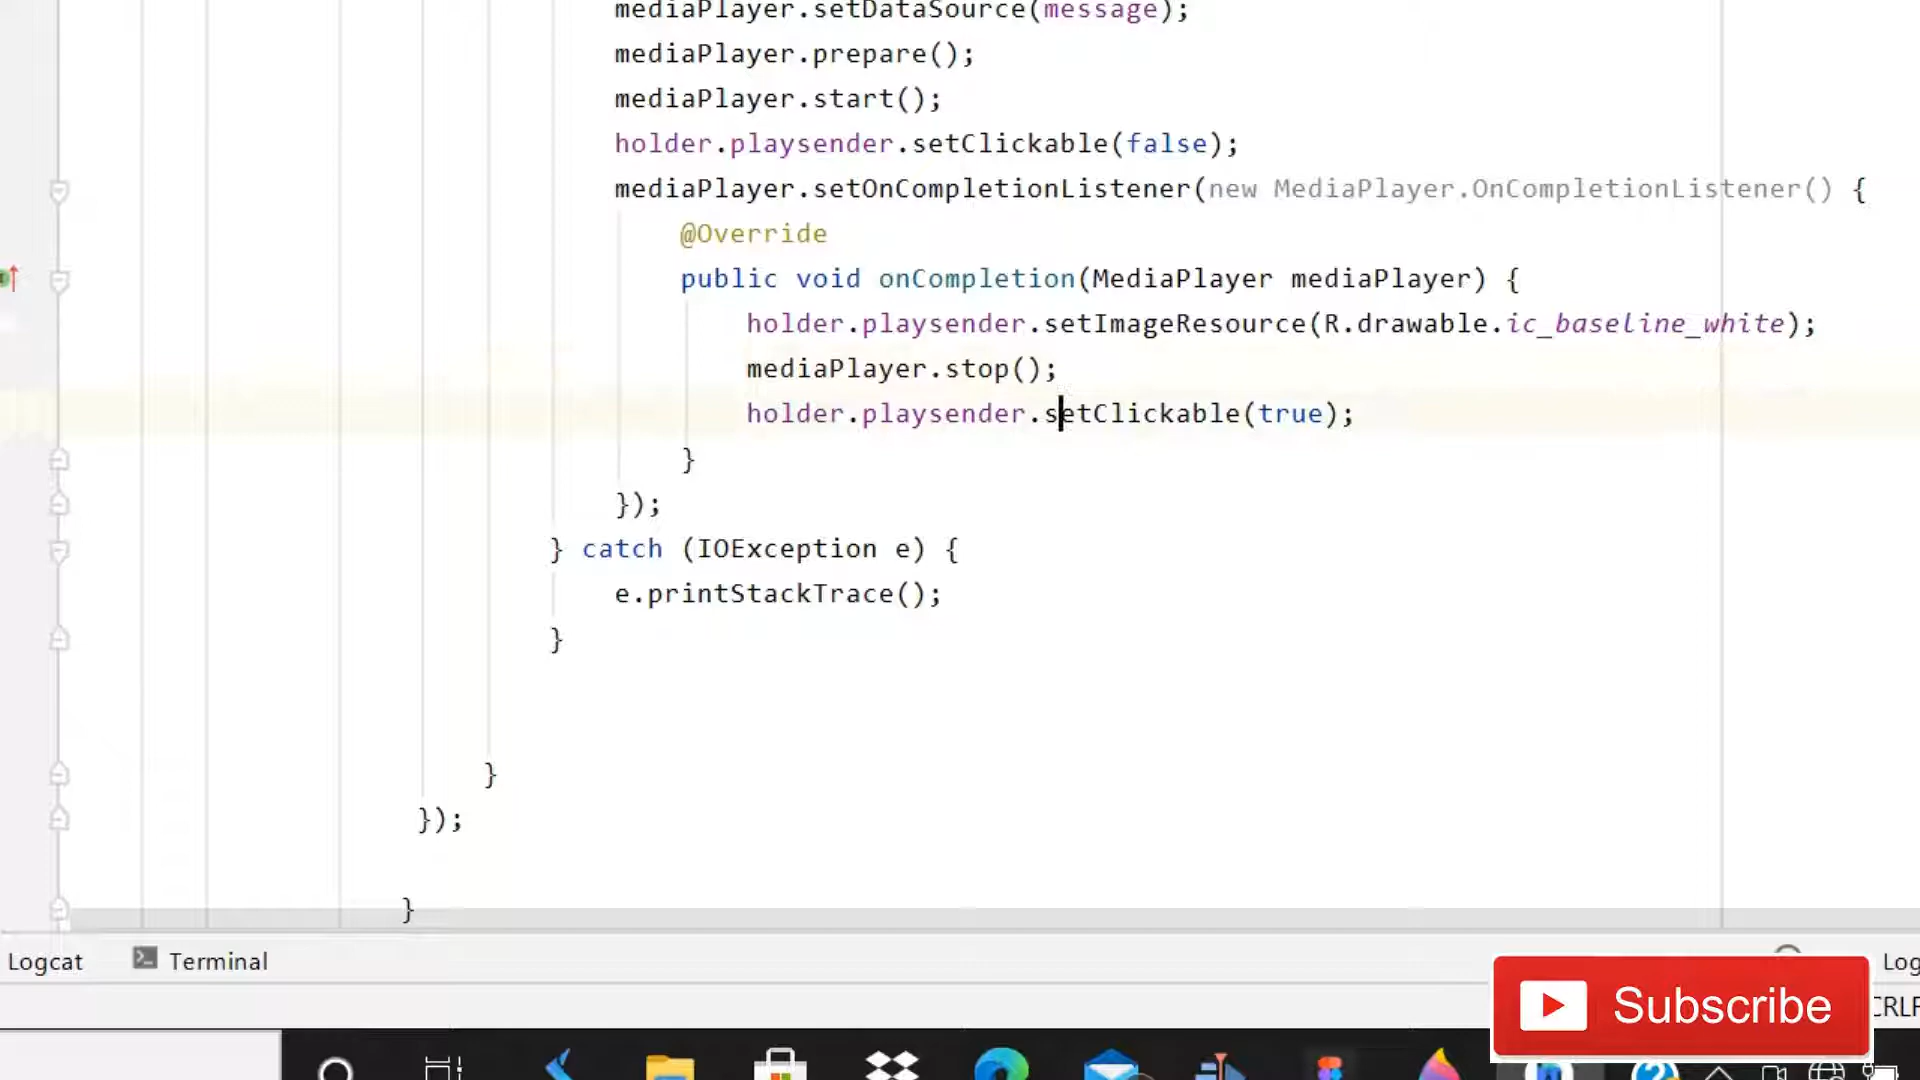 mediaPlayer.setDataSource(message);
mediaPlayer.prepare();
mediaPlayer.start();
holder.playsender.setClickable(false);
mediaPlayer.setOnCompletionListener(new MediaPlayer.OnCompletionListener() {
@Override
public void onCompletion(MediaPlayer mediaPlayer) {
holder.playsender.setImageResource(R.drawable.ic_baseline_white);
mediaPlayer.stop();
holder.playsender.setClickable(true);
}
});
} catch (IOException e) {
e.printStackTrace();
}
}
});
}
Logcat Terminal
Subscribe